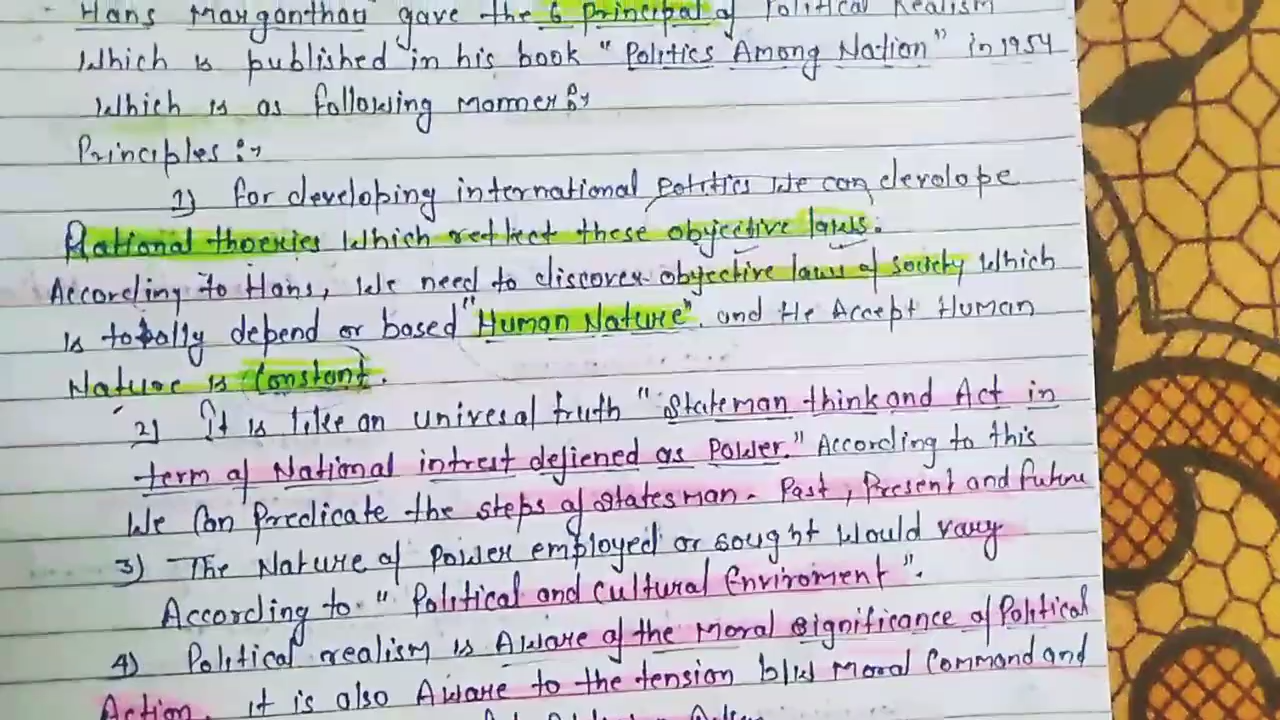 Hans Morgonthau gave the 6 Principal of Political Realism
Which is published in his book "Politics Among Nation" in 1954
Which is as following manner:-
Principles:-
1) for developing international politics we can devolope
Rational thoeries Which reflect these objective laws.
According to Hans, We need to discover objective laws of society Which
is totally depend or based "Human Nature". and He Accept Human
Nature is Constant.
2) It is like an univesal truth "Stateman think and Act in
term of National intrest defiened as Power." According to this
We Can Predicate the steps of statesman. Past, Present and future
3) The Nature of Power employed or sought Would vary
According to "Political and Cultural Enviroment".
4) Political realism is Aware of the moral significance of Political
Action. it is also Aware to the tension b/w Moral Command and